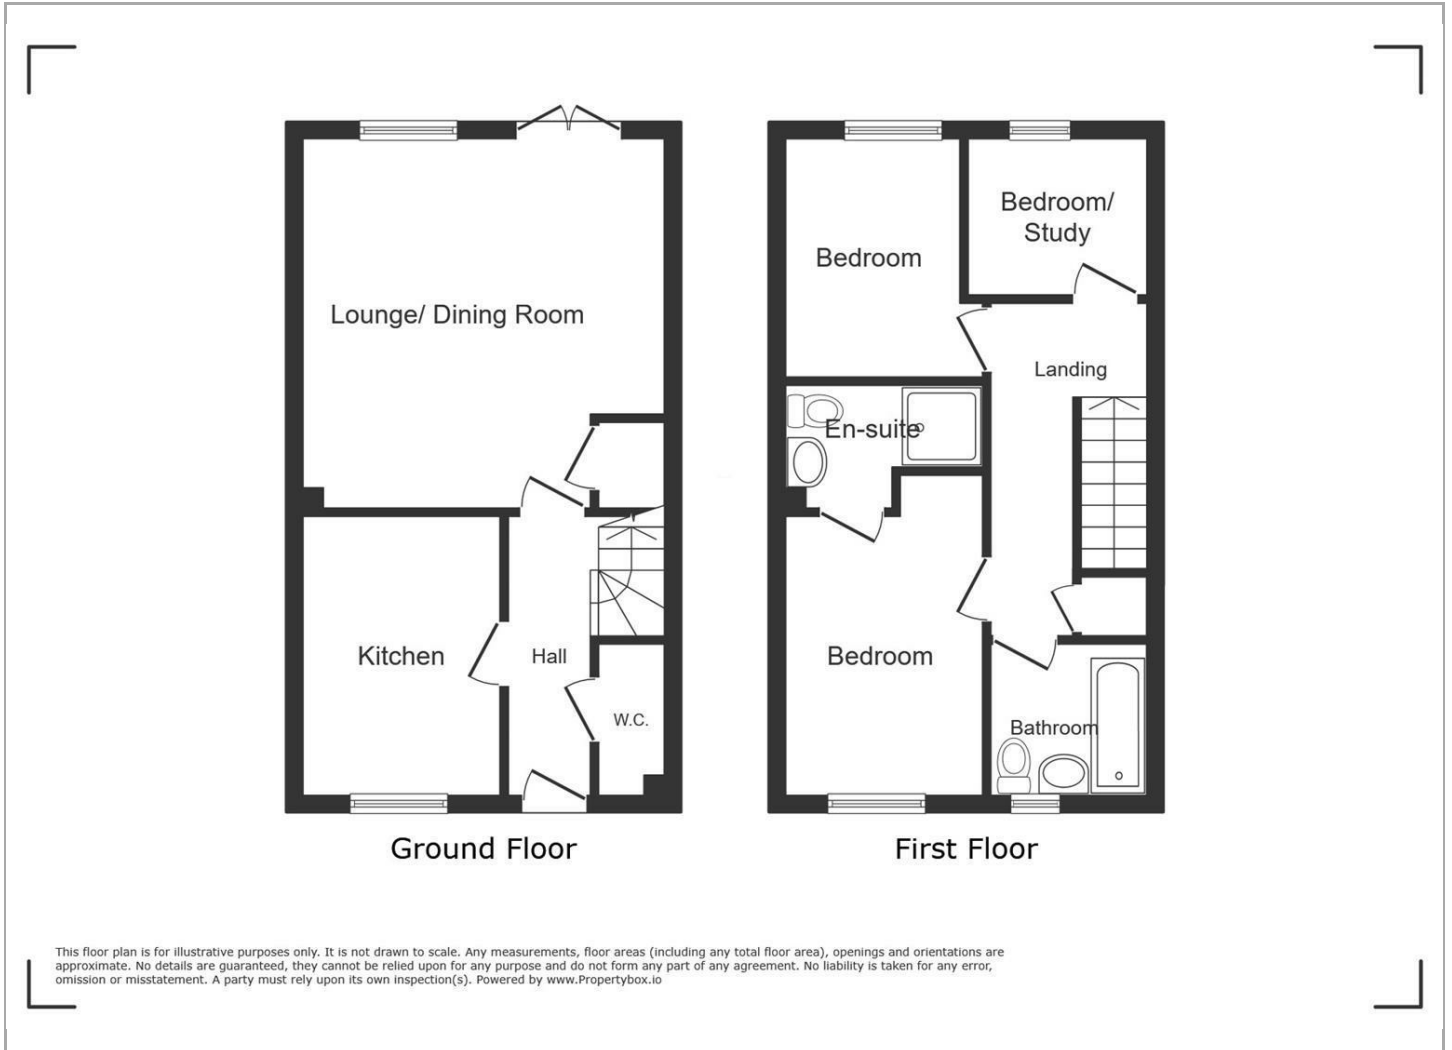 Lounge/ Dining Room
Kitchen
Hall
W.C.
Ground Floor
Bedroom
Bedroom/
Study
Landing
En-suite
Bedroom
Bathroom
First Floor
This floor plan is for illustrative purposes only. It is not drawn to scale. Any measurements, floor areas (including any total floor area), openings and orientations are
approximate. No details are guaranteed, they cannot be relied upon for any purpose and do not form any part of any agreement. No liability is taken for any error,
omission or misstatement. A party must rely upon its own inspection(s). Powered by www.Propertybox.io